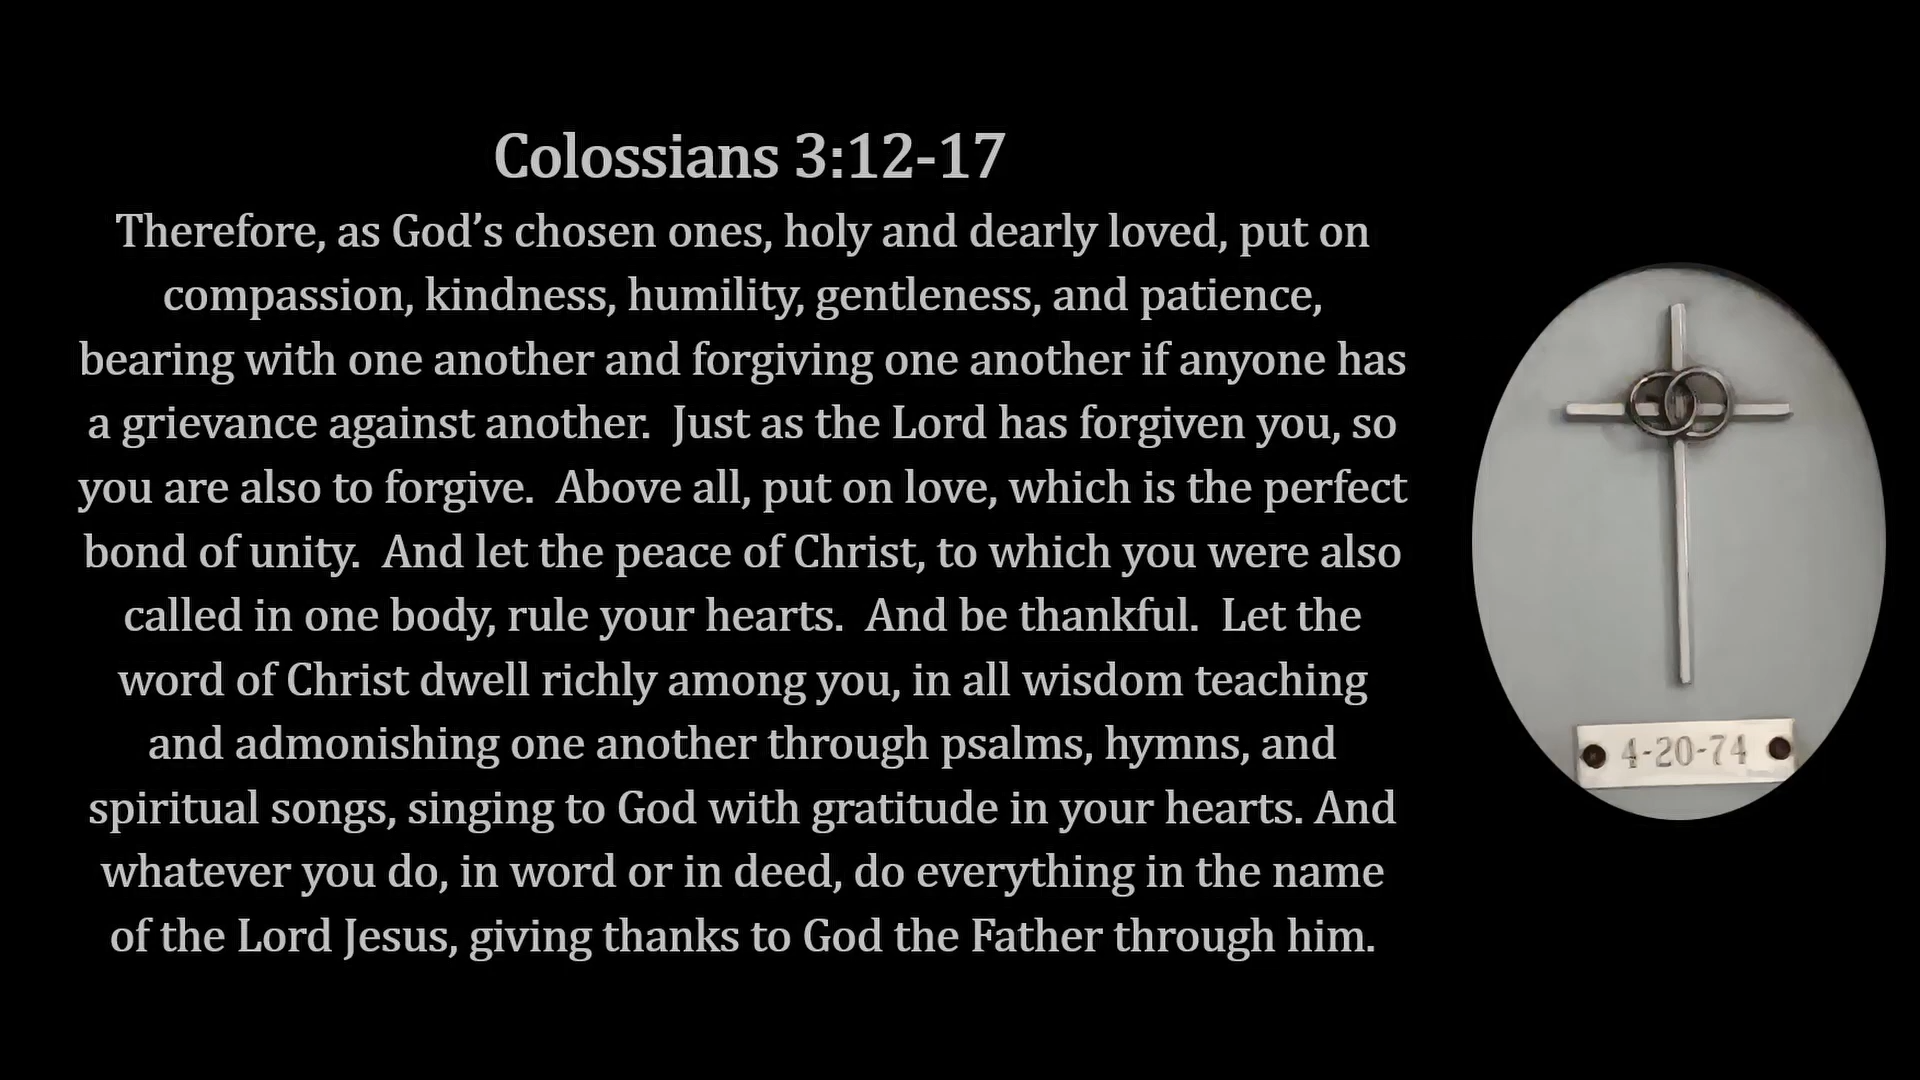 Colossians 3:12-17
Therefore, as God’s chosen ones, holy and dearly loved, put on
compassion, kindness, humility, gentleness, and patience,
bearing with one another and forgiving one another if anyone has
a grievance against another.  Just as the Lord has forgiven you, so
you are also to forgive.  Above all, put on love, which is the perfect
bond of unity.  And let the peace of Christ, to which you were also
called in one body, rule your hearts.  And be thankful.  Let the
word of Christ dwell richly among you, in all wisdom teaching
and admonishing one another through psalms, hymns, and
spiritual songs, singing to God with gratitude in your hearts. And
whatever you do, in word or in deed, do everything in the name
of the Lord Jesus, giving thanks to God the Father through him.
4-20-74